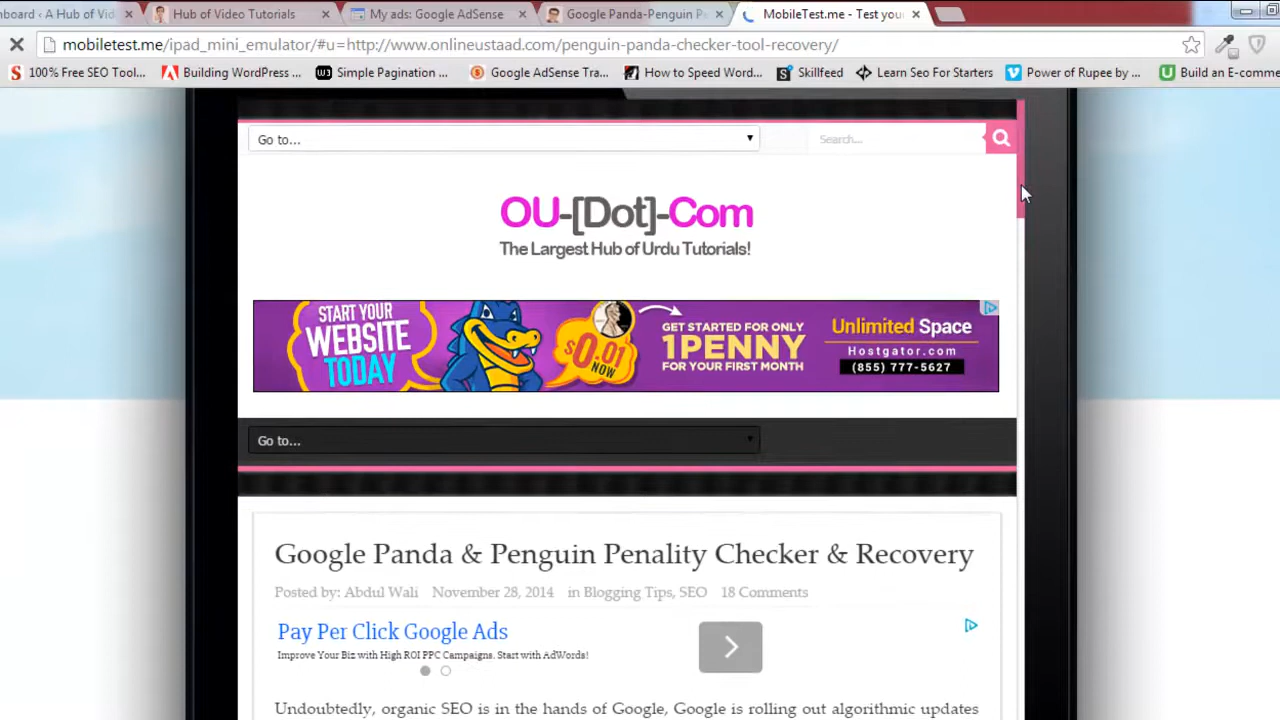 nboard ‹ A Hub of Vid
Hub of Video Tutorials
My ads: Google AdSense
Google Panda-Penguin P
MobileTest.me - Test you
mobiletest.me/ipad_mini_emulator/#u=http://www.onlineustaad.com/penguin-panda-checker-tool-recovery/
100% Free SEO Tool...
Building WordPress ...
Simple Pagination ...
Google AdSense Tra...
How to Speed Word...
Skillfeed
Learn Seo For Starters
Power of Rupee by ...
Build an E-comme
Go to...
Search...
OU-[Dot]-Com
The Largest Hub of Urdu Tutorials!
START YOUR
WEBSITE
TODAY
$0.01
NOW
GET STARTED FOR ONLY
1PENNY
FOR YOUR FIRST MONTH
Unlimited Space
Hostgator.com
(855) 777-5627
Go to...
Google Panda & Penguin Penality Checker & Recovery
Posted by: Abdul Wali November 28, 2014 in Blogging Tips, SEO 18 Comments
Pay Per Click Google Ads
Improve Your Biz with High ROI PPC Campaigns. Start with AdWords!
Undoubtedly, organic SEO is in the hands of Google, Google is rolling out algorithmic updates